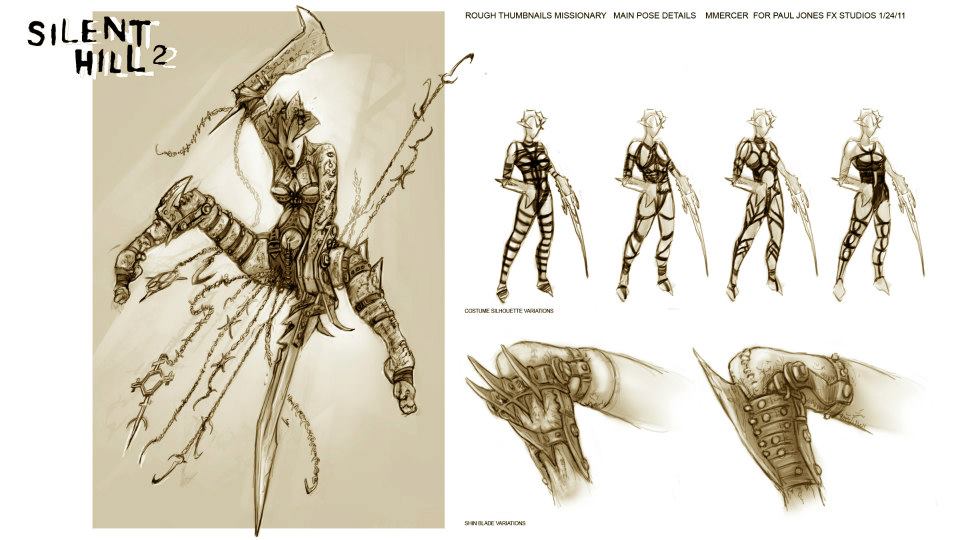 SILENT
HILL 2
ROUGH THUMBNAILS MISSIONARY MAIN POSE DETAILS MMERCER FOR PAUL JONES FX STUDIOS 1/24/11
COSTUME SILHOUETTE VARIATIONS
SHIN BLADE VARIATIONS